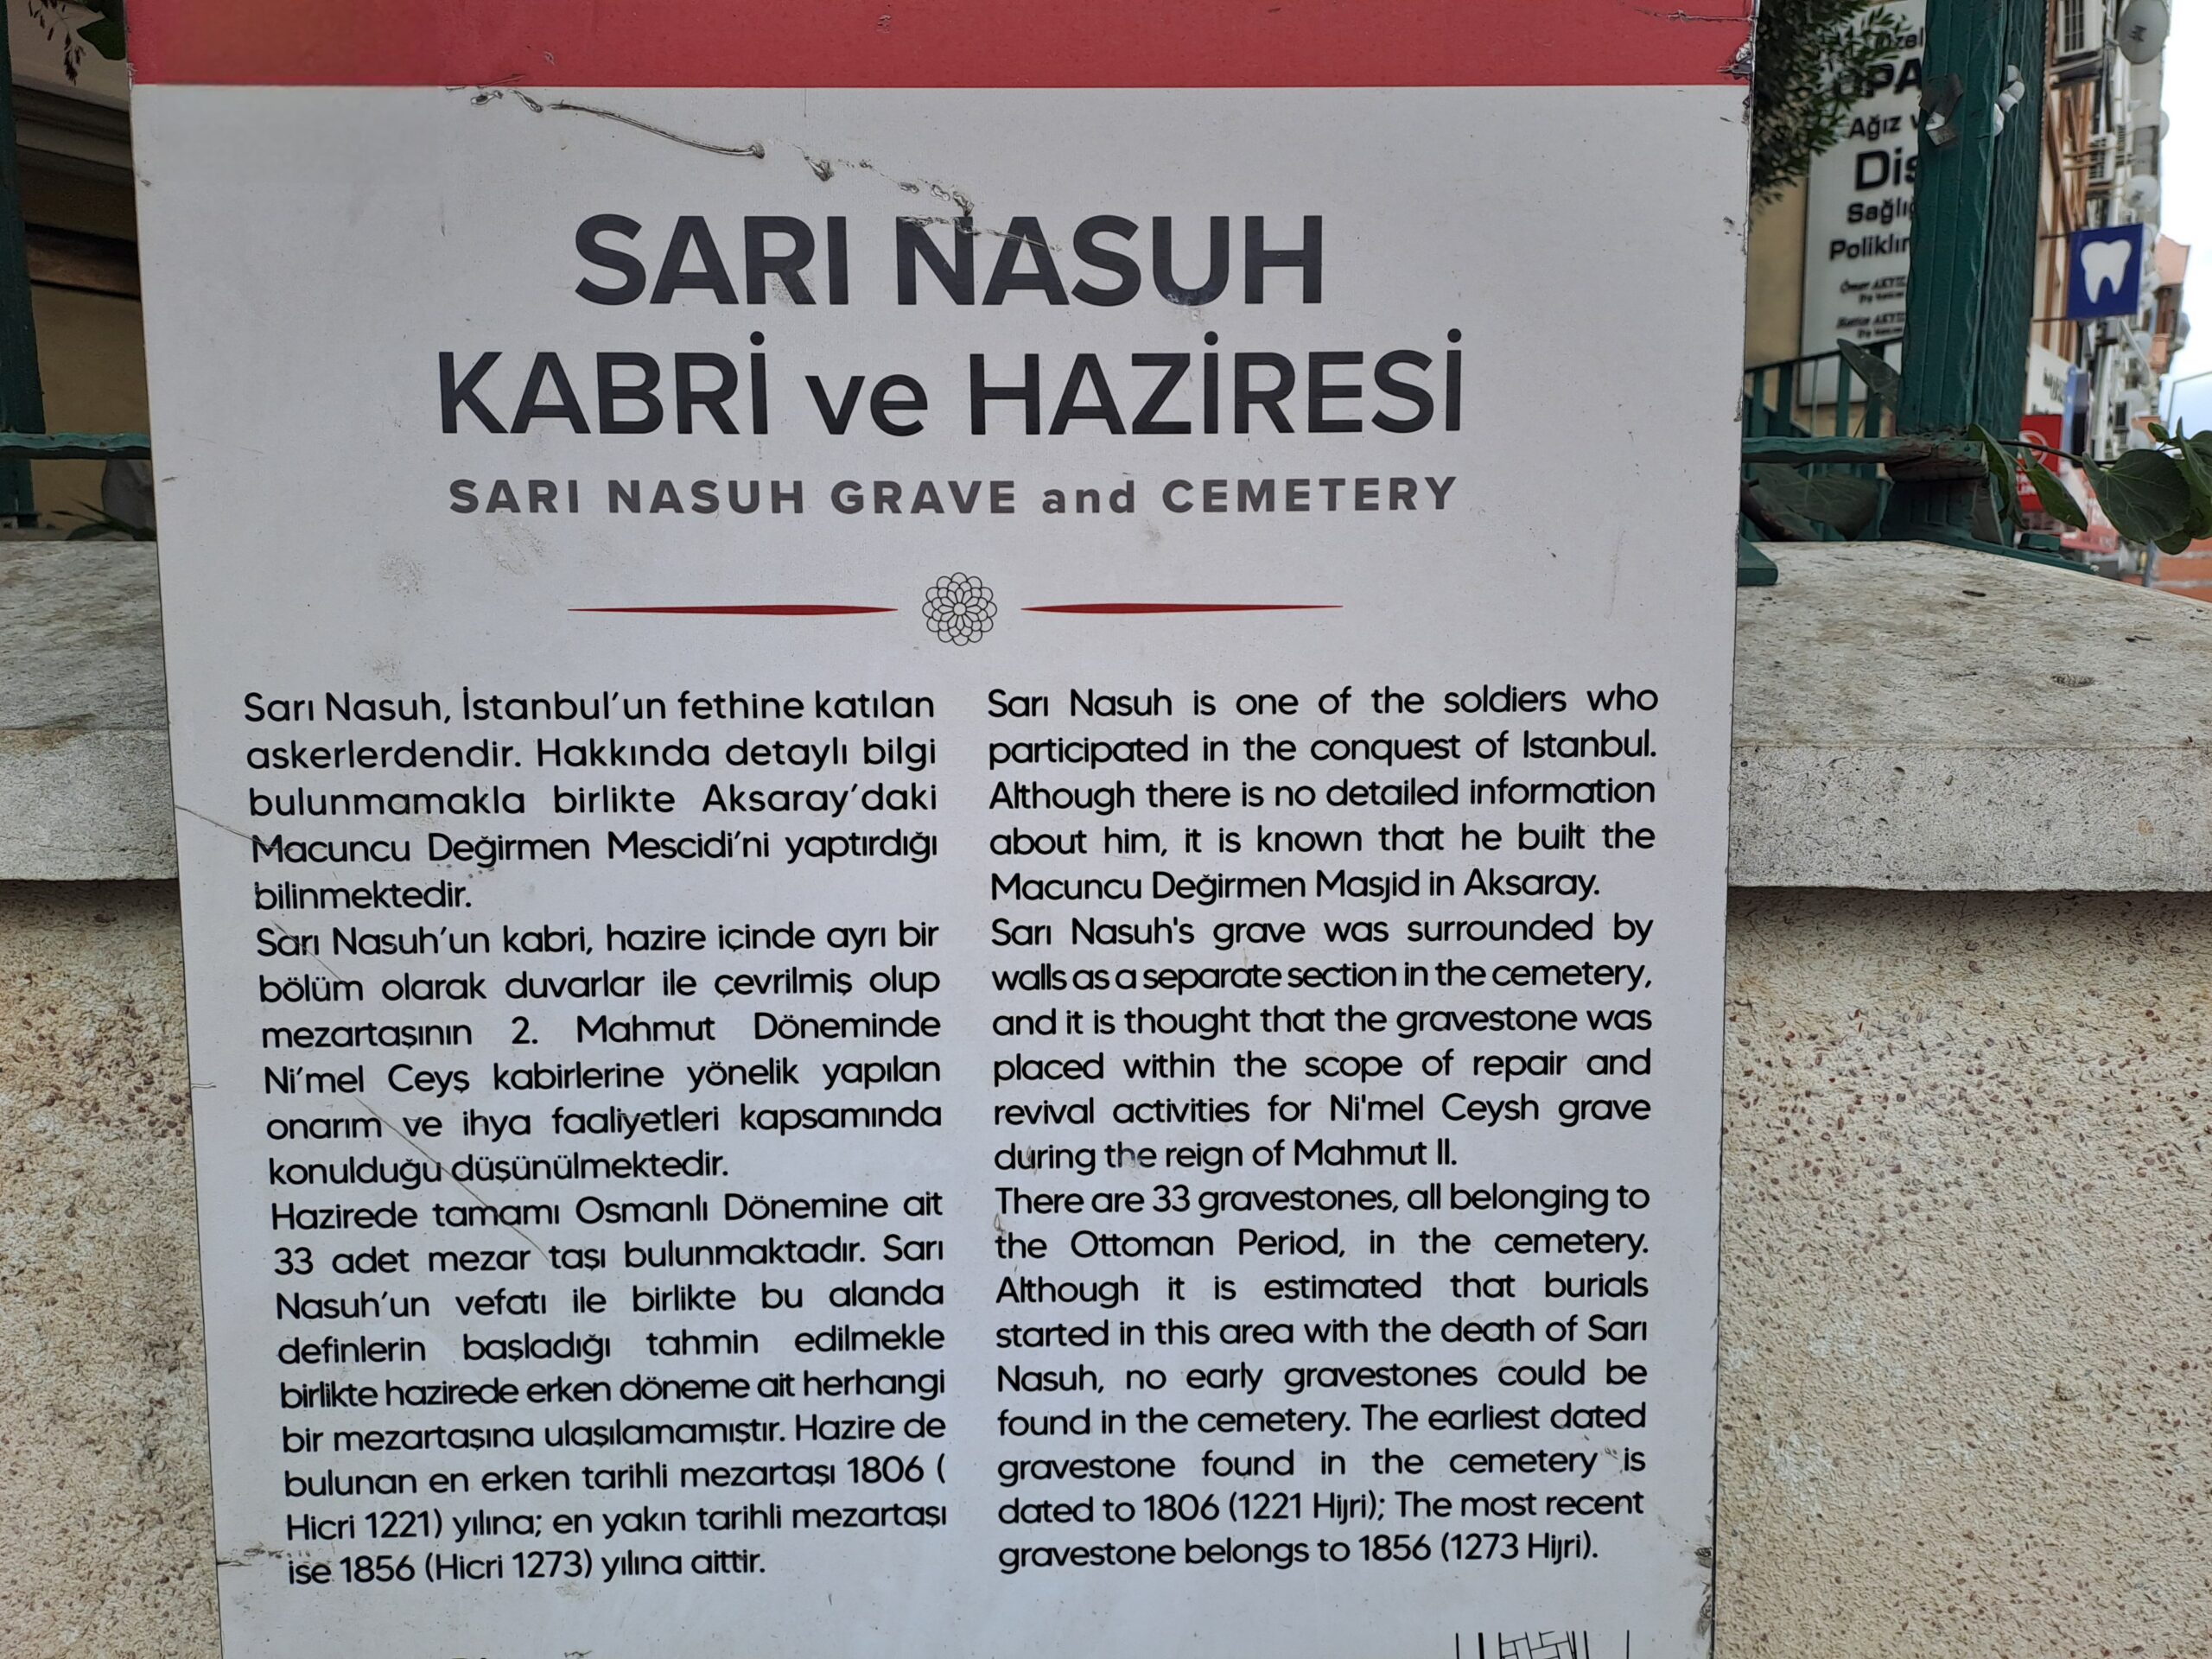 SARI NASUH
KABRİ ve HAZİRESİ
SARI NASUH GRAVE and CEMETERY
Sarı Nasuh, İstanbul'un fethine katılan
askerlerdendir. Hakkında detaylı bilgi
bulunmamakla birlikte Aksaray'daki
Macuncu Değirmen Mescidi'ni yaptırdığı
bilinmektedir.
Sarı Nasuh'un kabri, hazire içinde ayrı bir
bölüm olarak duvarlar ile çevrilmiş olup
mezartaşının 2. Mahmut Döneminde
Ni'mel Ceyş kabirlerine yönelik yapılan
onarım ve ihya faaliyetleri kapsamında
konulduğu düşünülmektedir.
Hazirede tamamı Osmanlı Dönemine ait
33 adet mezar taşı bulunmaktadır. Sarı
Nasuh'un vefatı ile birlikte bu alanda
definlerin başladığı tahmin edilmekle
birlikte hazirede erken döneme ait herhangi
bir mezartaşına ulaşılamamıştır. Hazire de
bulunan en erken tarihli mezartaşı 1806 (
Hicri 1221) yılına; en yakın tarihli mezartaşı
ise 1856 (Hicri 1273) yılına aittir.
Sarı Nasuh is one of the soldiers who
participated in the conquest of Istanbul.
Although there is no detailed information
about him, it is known that he built the
Macuncu Değirmen Masjid in Aksaray.
Sarı Nasuh's grave was surrounded by
walls as a separate section in the cemetery,
and it is thought that the gravestone was
placed within the scope of repair and
revival activities for Ni'mel Ceysh grave
during the reign of Mahmut II.
There are 33 gravestones, all belonging to
the Ottoman Period, in the cemetery.
Although it is estimated that burials
started in this area with the death of Sarı
Nasuh, no early gravestones could be
found in the cemetery. The earliest dated
gravestone found in the cemetery is
dated to 1806 (1221 Hijri); The most recent
gravestone belongs to 1856 (1273 Hijri).
Ağız
Diş